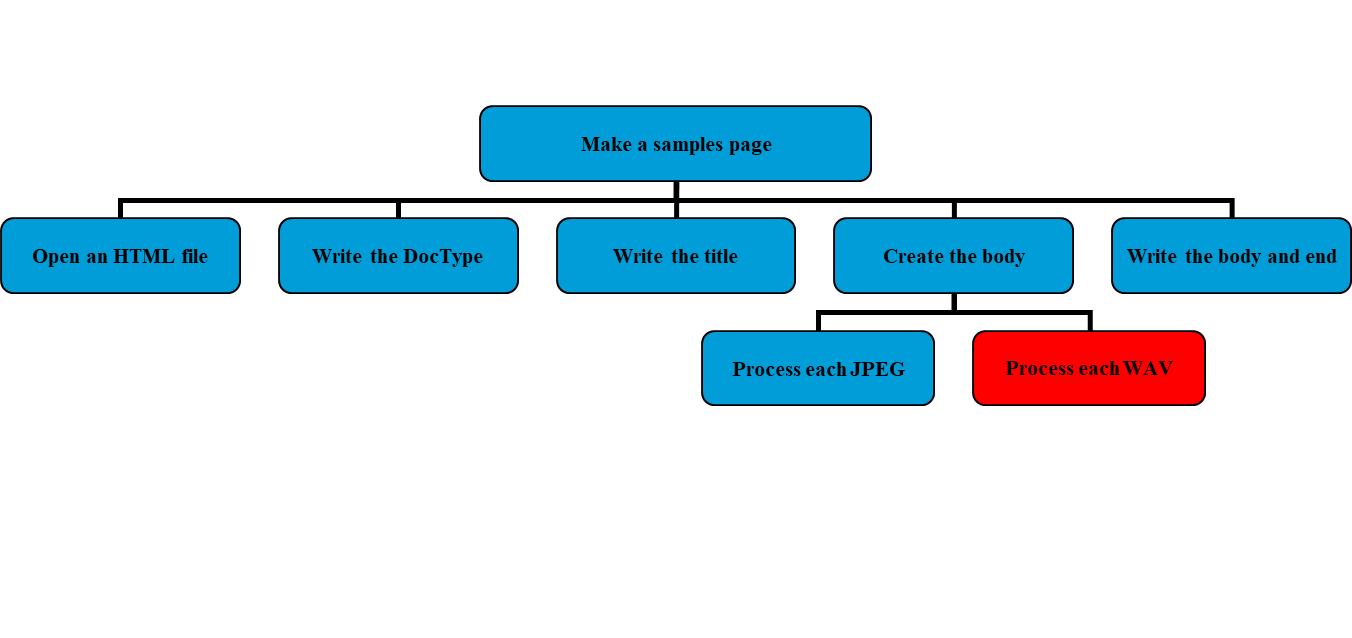 Make a samples page
Open an HTML file
Write the DocType
Write the title
Create the body
Write the body and end
Process each JPEG
Process each WAV